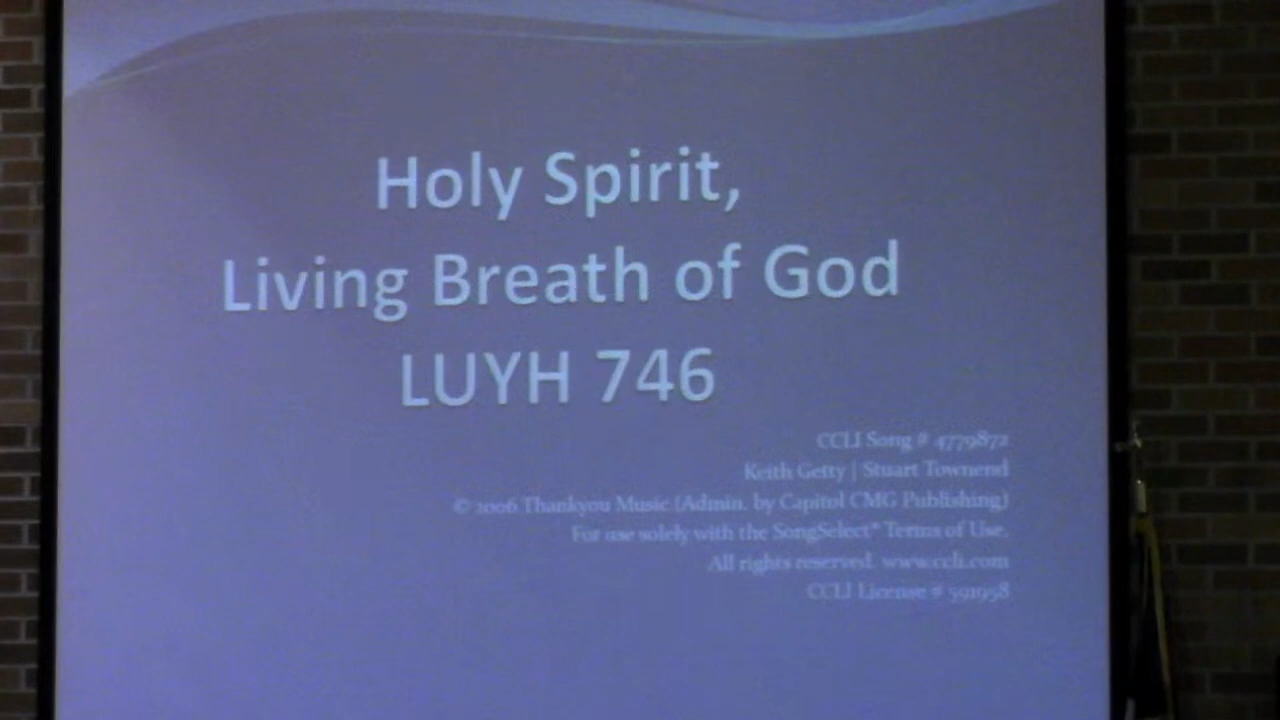 Holy Spirit,
Living Breath of God
LUYH 746
CCLI Song # 4779872
Keith Getty | Stuart Townend
© 2006 Thankyou Music (Admin. by Capitol CMG Publishing)
For use solely with the SongSelect® Terms of Use.
All rights reserved. www.ccli.com
CCLI License # 591958